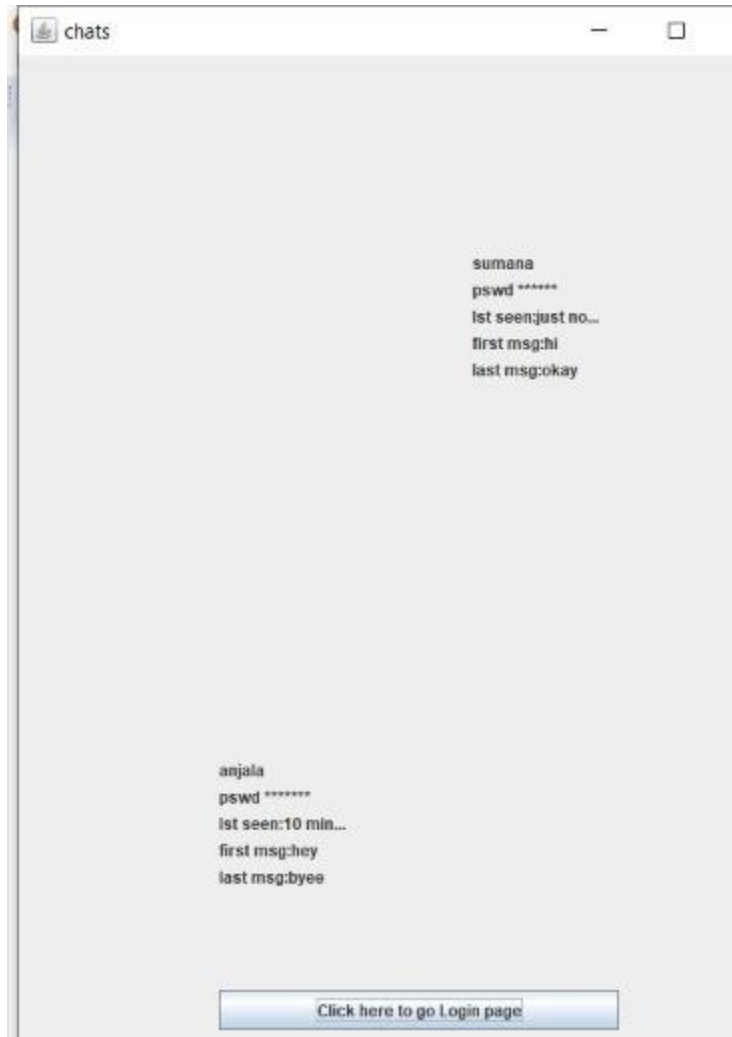 chats
sumana
pswd ******
lst seen:just no...
first msg:hi
last msg:okay
anjala
pswd *******
lst seen:10 min...
first msg:hey
last msg:byee
Click here to go Login page